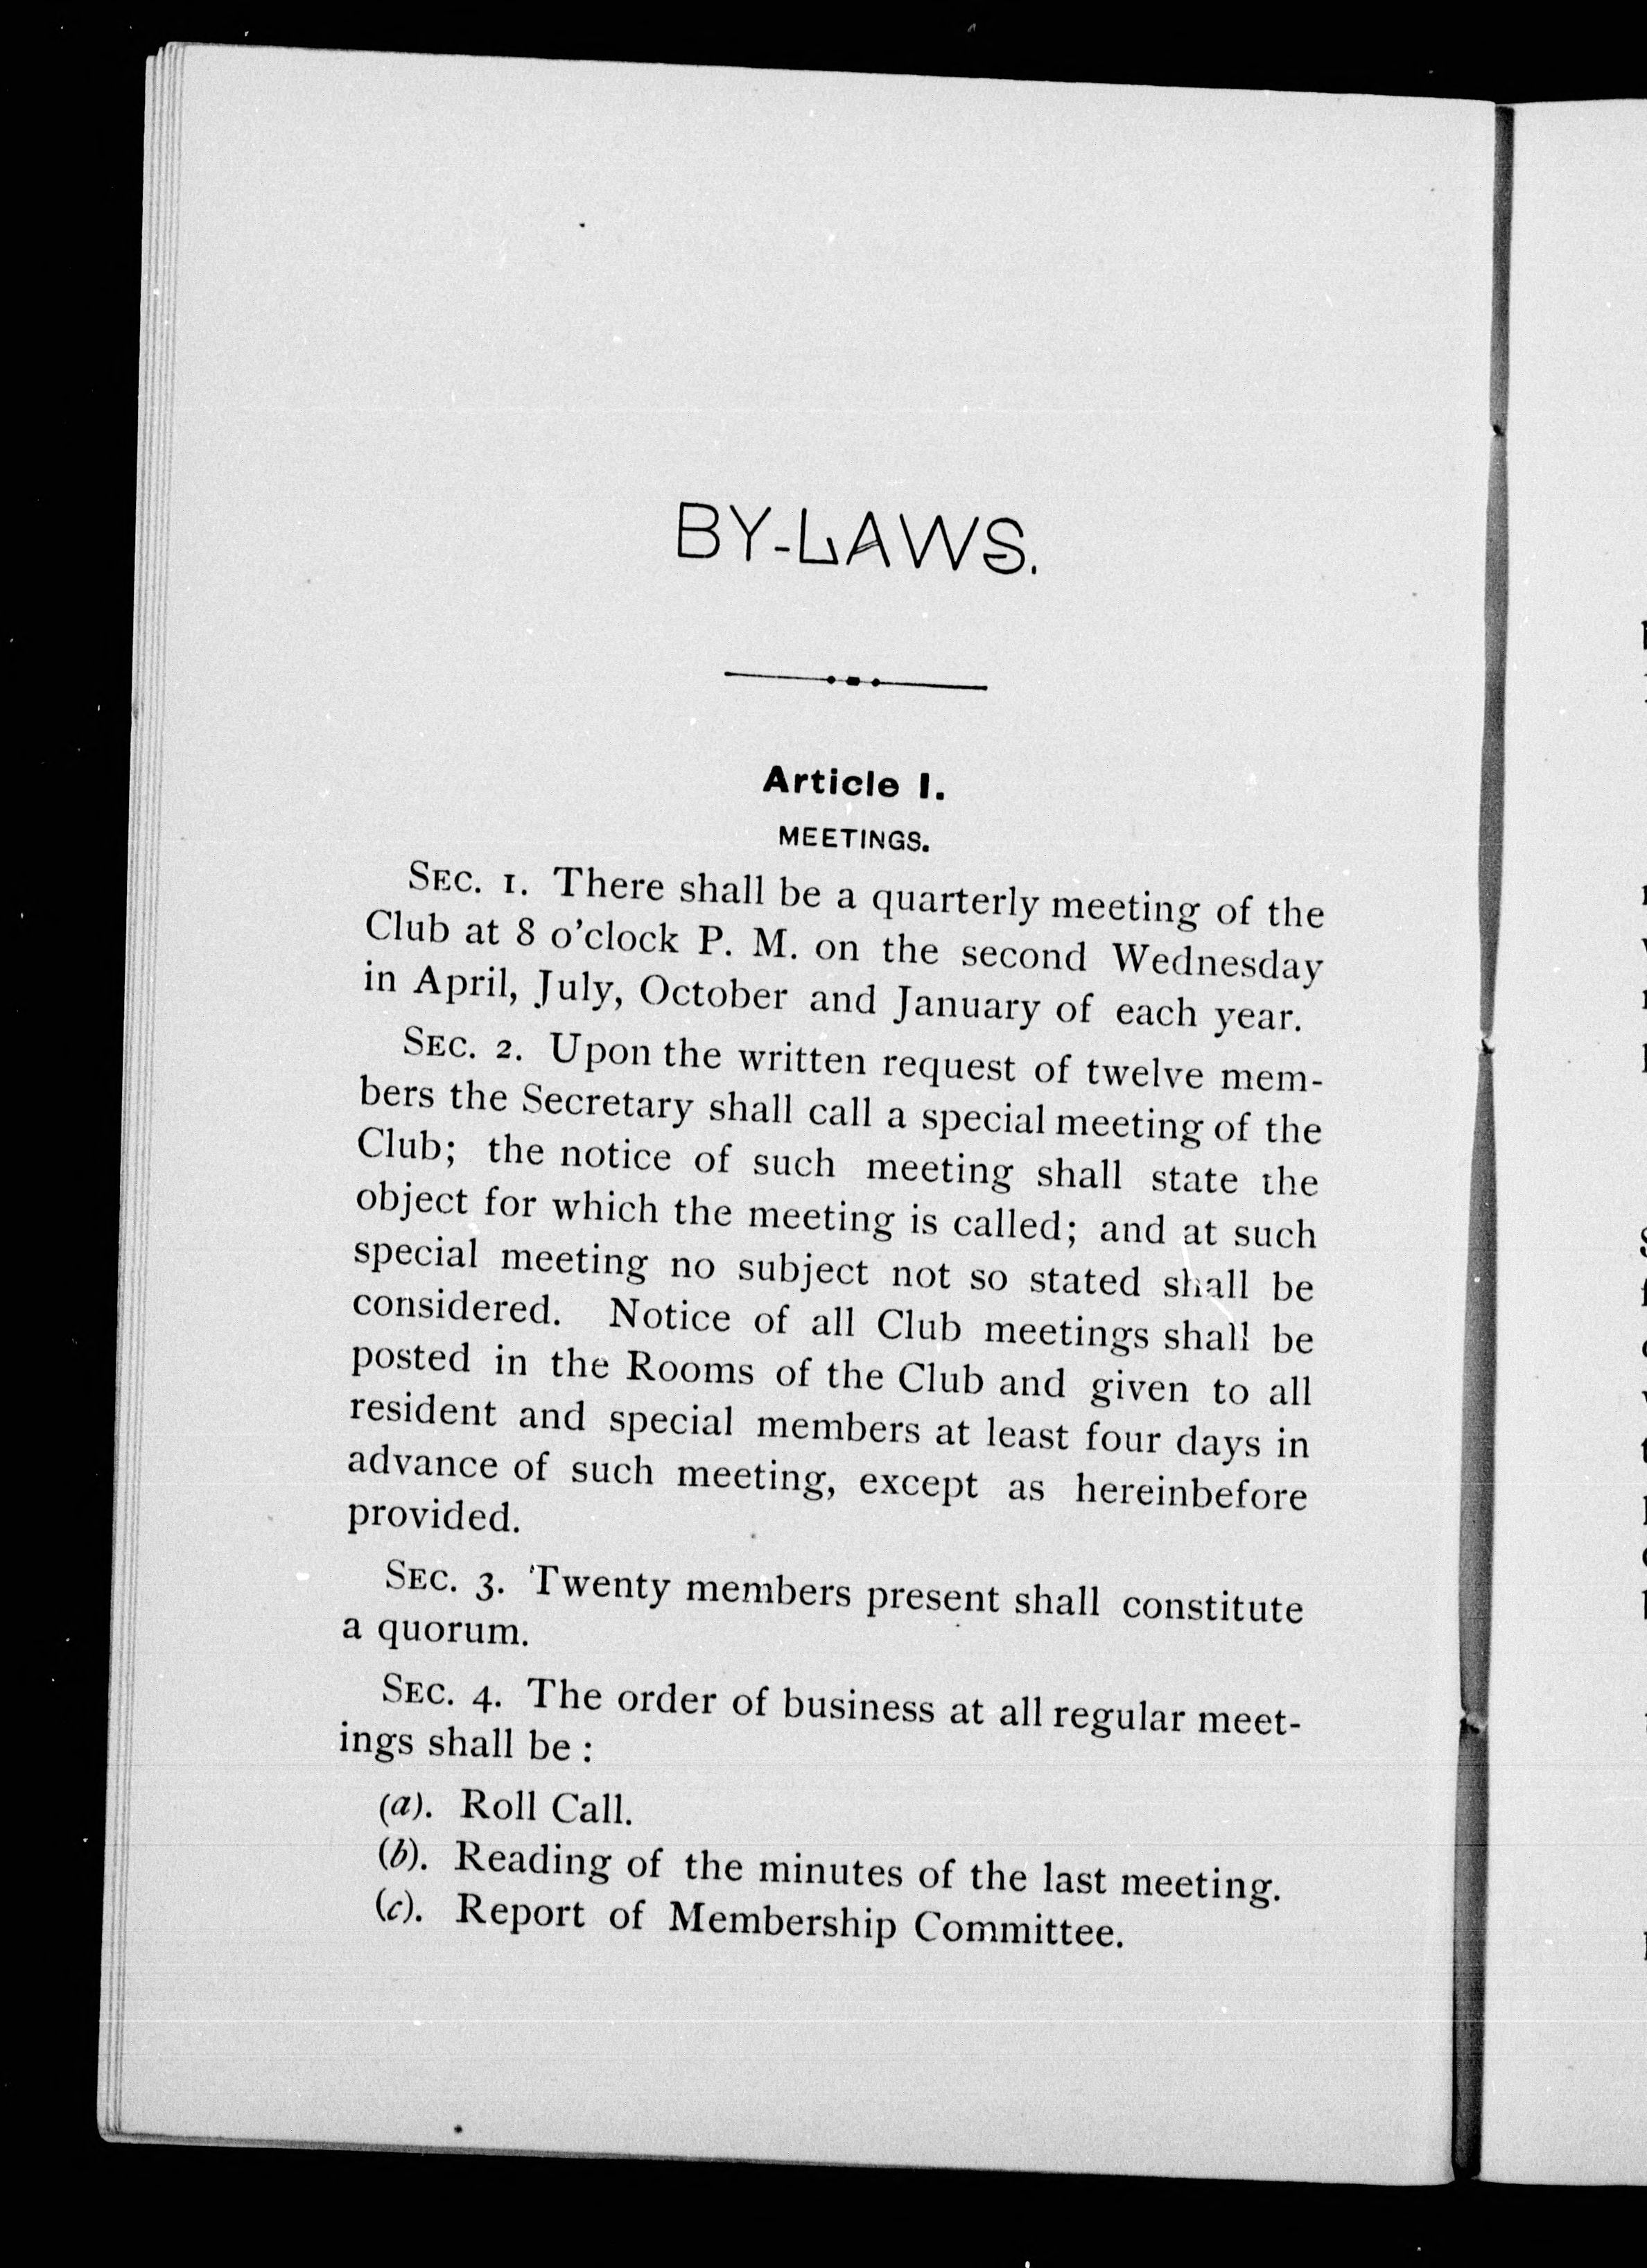 BY-LAWS.
Article I.
MEETINGS.
SEC. 1. There shall be a quarterly meeting of the
Club at 8 o'clock P. M. on the second Wednesday
in April, July, October and January of each year.
SEC. 2. Upon the written request of twelve mem-
bers the Secretary shall call a special meeting of the
Club; the notice of such meeting shall state the
object for which the meeting is called; and at such
special meeting no subject not so stated shall be
considered. Notice of all Club meetings shall be
posted in the Rooms of the Club and given to all
resident and special members at least four days in
advance of such meeting, except as hereinbefore
provided.
SEC. 3. Twenty members present shall constitute
a quorum.
SEC. 4. The order of business at all regular meet-
ings shall be :
(a). Roll Call.
(b). Reading of the minutes of the last meeting.
(c). Report of Membership Committee.